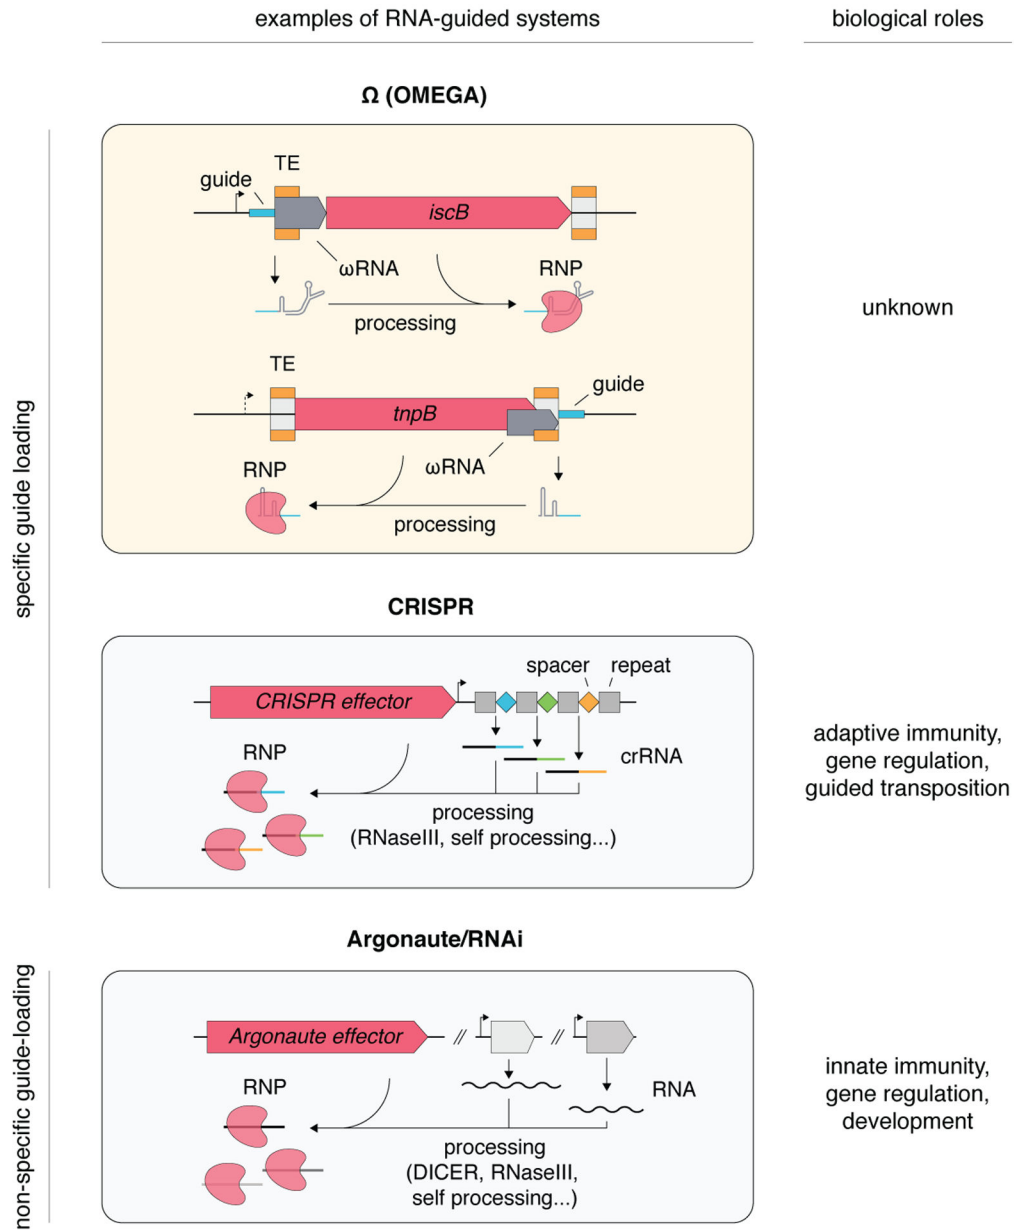 examples of RNA-guided systems
biological roles
Ω (OMEGA)
TE
guide
iscB
ωRNA
RNP
processing
unknown
TE
guide
tnpB
ωRNA
RNP
processing
specific guide loading
CRISPR
spacer
repeat
CRISPR effector
RNP
crRNA
processing
(RNaseIII, self processing...)
adaptive immunity,
gene regulation,
guided transposition
Argonaute/RNAi
non-specific guide-loading
Argonaute effector
//
//
RNP
RNA
processing
(DICER, RNaseIII,
self processing...)
innate immunity,
gene regulation,
development